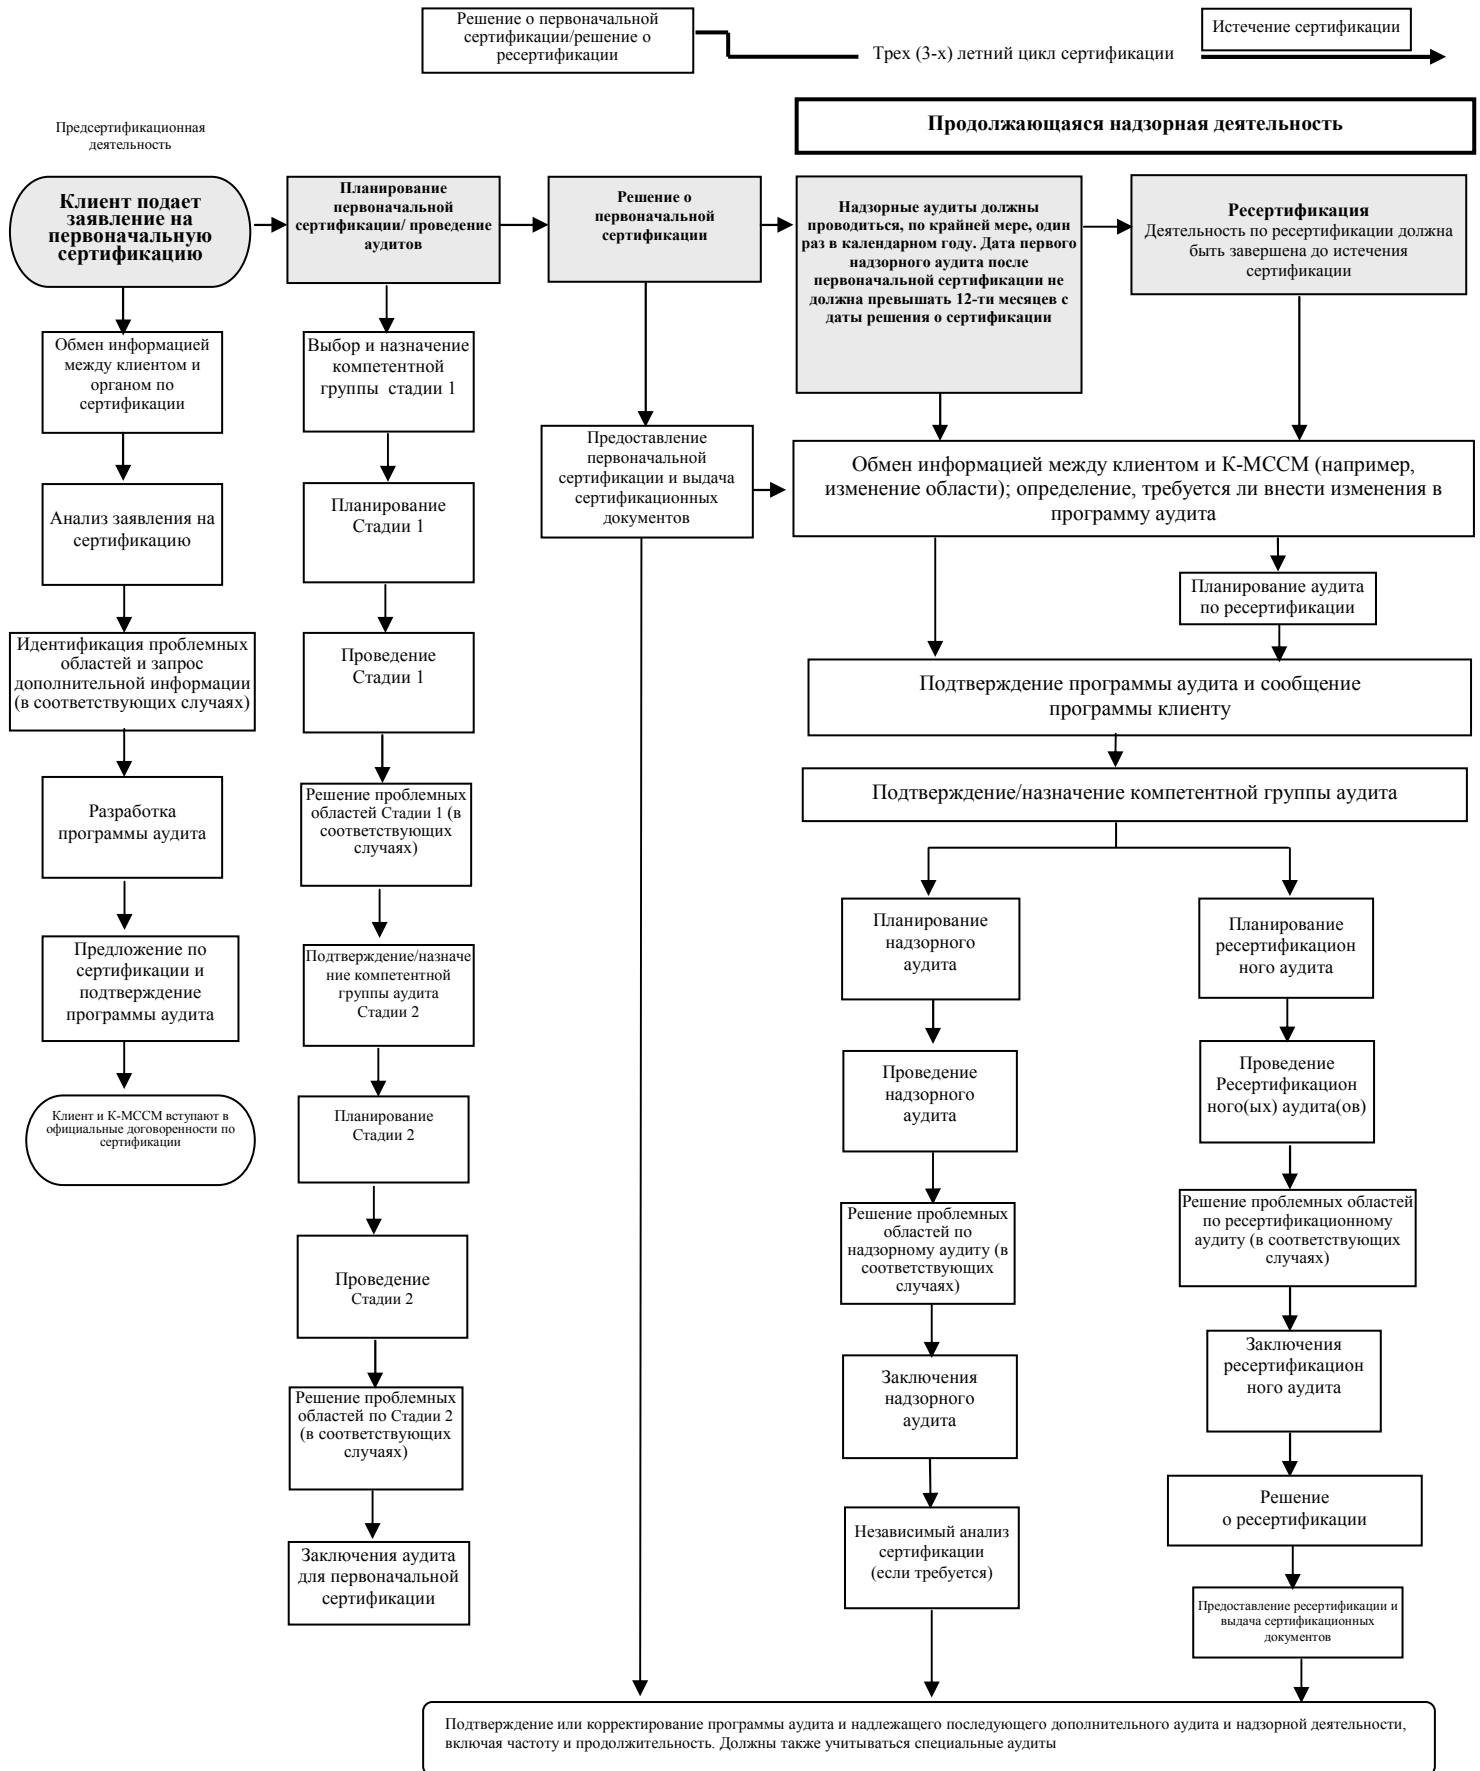 Решение о первоначальной
сертификации/решение о
ресертификации
Трех (3-х) летний цикл сертификации
Истечение сертификации
Предсертификационная
деятельность
Продолжающаяся надзорная деятельность
Клиент подает
заявление на
первоначальную
сертификацию
Обмен информацией
между клиентом и
органом по
сертификации
Анализ заявления на
сертификацию
Идентификация проблемных
областей и запрос
дополнительной информации
(в соответствующих случаях)
Разработка
программы аудита
Предложение по
сертификации и
подтверждение
программы аудита
Клиент и К-МССМ вступают в
официальные договоренности по
сертификации
Планирование
первоначальной
сертификации/ проведение
аудитов
Выбор и назначение
компетентной
группы стадии 1
Планирование
Стадии 1
Проведение
Стадии 1
Решение проблемных
областей Стадии 1 (в
соответствующих
случаях)
Подтверждение/назначе
ние компетентной
группы аудита
Стадии 2
Планирование
Стадии 2
Проведение
Стадии 2
Решение проблемных
областей по Стадии 2
(в соответствующих
случаях)
Заключения аудита
для первоначальной
сертификации
Решение о
первоначальной
сертификации
Предоставление
первоначальной
сертификации и выдача
сертификационных
документов
Надзорные аудиты должны
проводиться, по крайней мере, один
раз в календарном году. Дата первого
надзорного аудита после
первоначальной сертификации не
должна превышать 12-ти месяцев с
даты решения о сертификации
Ресертификация
Деятельность по ресертификации должна
быть завершена до истечения
сертификации
Обмен информацией между клиентом и К-МССМ (например,
изменение области); определение, требуется ли внести изменения в
программу аудита
Планирование аудита
по ресертификации
Подтверждение программы аудита и сообщение
программы клиенту
Подтверждение/назначение компетентной группы аудита
Планирование
надзорного
аудита
Проведение
надзорного
аудита
Решение проблемных
областей по
надзорному аудиту (в
соответствующих
случаях)
Заключения
надзорного
аудита
Независимый анализ
сертификации
(если требуется)
Планирование
ресертификацион
ного аудита
Проведение
Ресертификацион
ного(ых) аудита(ов)
Решение проблемных областей
по ресертификационному
аудиту (в соответствующих
случаях)
Заключения
ресертификацион
ного аудита
Решение
о ресертификации
Предоставление ресертификации и
выдача сертификационных
документов
Подтверждение или корректирование программы аудита и надлежащего последующего дополнительного аудита и надзорной деятельности,
включая частоту и продолжительность. Должны также учитываться специальные аудиты